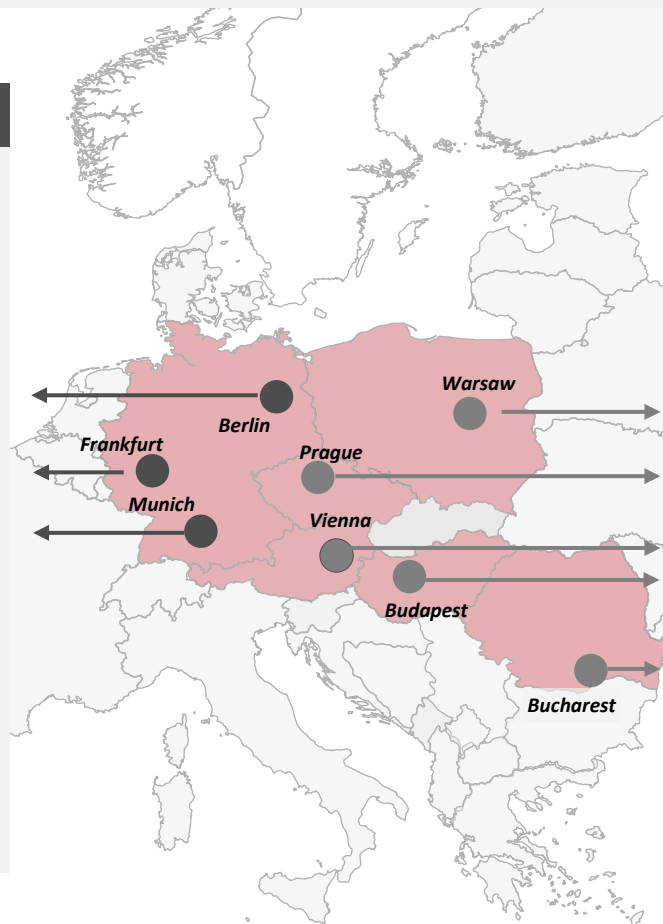 Warsaw
Berlin
Frankfurt
Prague
Munich
Vienna
Budapest
Bucharest